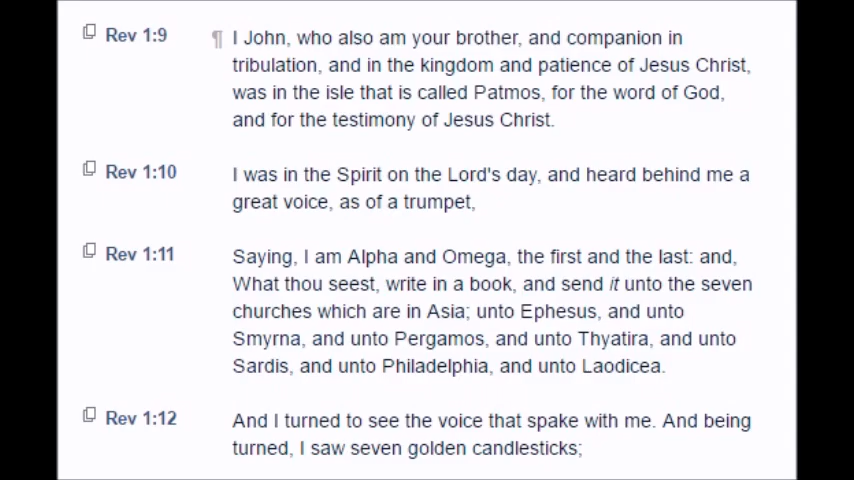 Rev 1:9 ¶ I John, who also am your brother, and companion in
tribulation, and in the kingdom and patience of Jesus Christ,
was in the isle that is called Patmos, for the word of God,
and for the testimony of Jesus Christ.
Rev 1:10 I was in the Spirit on the Lord's day, and heard behind me a
great voice, as of a trumpet,
Rev 1:11 Saying, I am Alpha and Omega, the first and the last: and,
What thou seest, write in a book, and send it unto the seven
churches which are in Asia; unto Ephesus, and unto
Smyrna, and unto Pergamos, and unto Thyatira, and unto
Sardis, and unto Philadelphia, and unto Laodicea.
Rev 1:12 And I turned to see the voice that spake with me. And being
turned, I saw seven golden candlesticks;